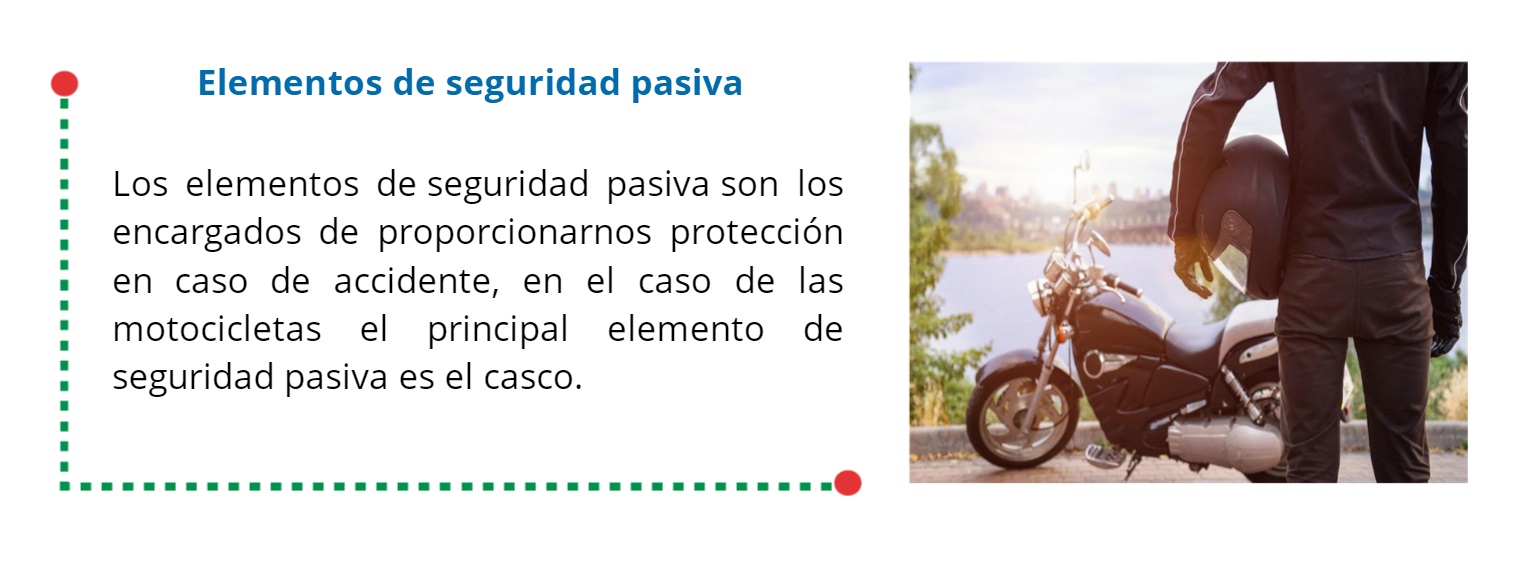 Elementos de seguridad pasiva
Los elementos de seguridad pasiva son los
encargados de proporcionarnos protección
en caso de accidente, en el caso de las
motocicletas el principal elemento de
seguridad pasiva es el casco.